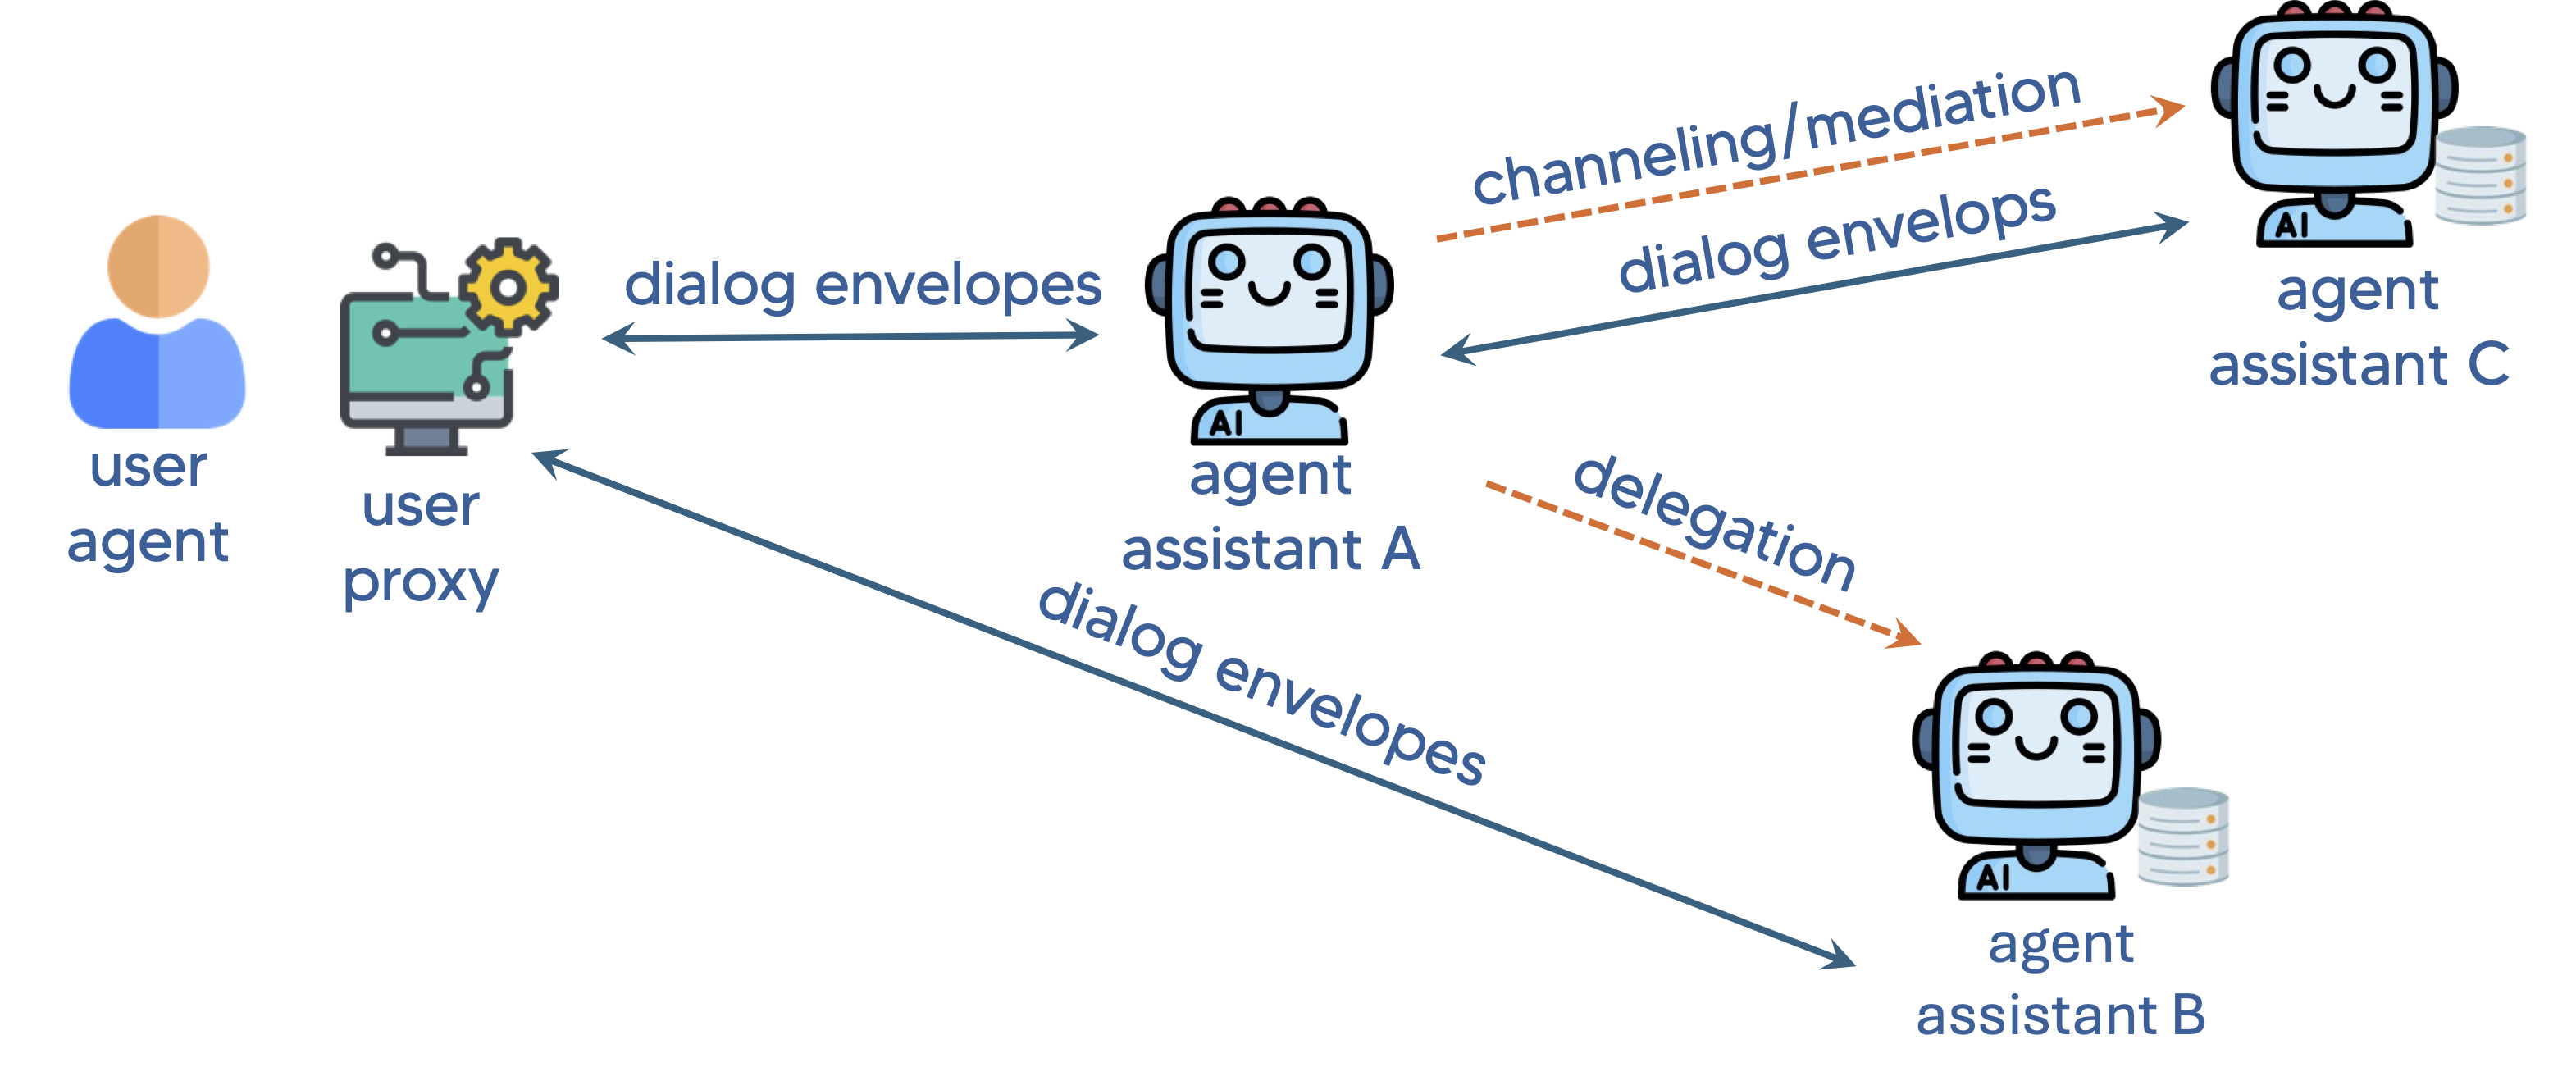 user
agent
user
proxy
dialog envelopes
AI
agent
assistant A
channeling/mediation
dialog envelops
AI
agent
assistant C
delegation
dialog envelopes
AI
agent
assistant B